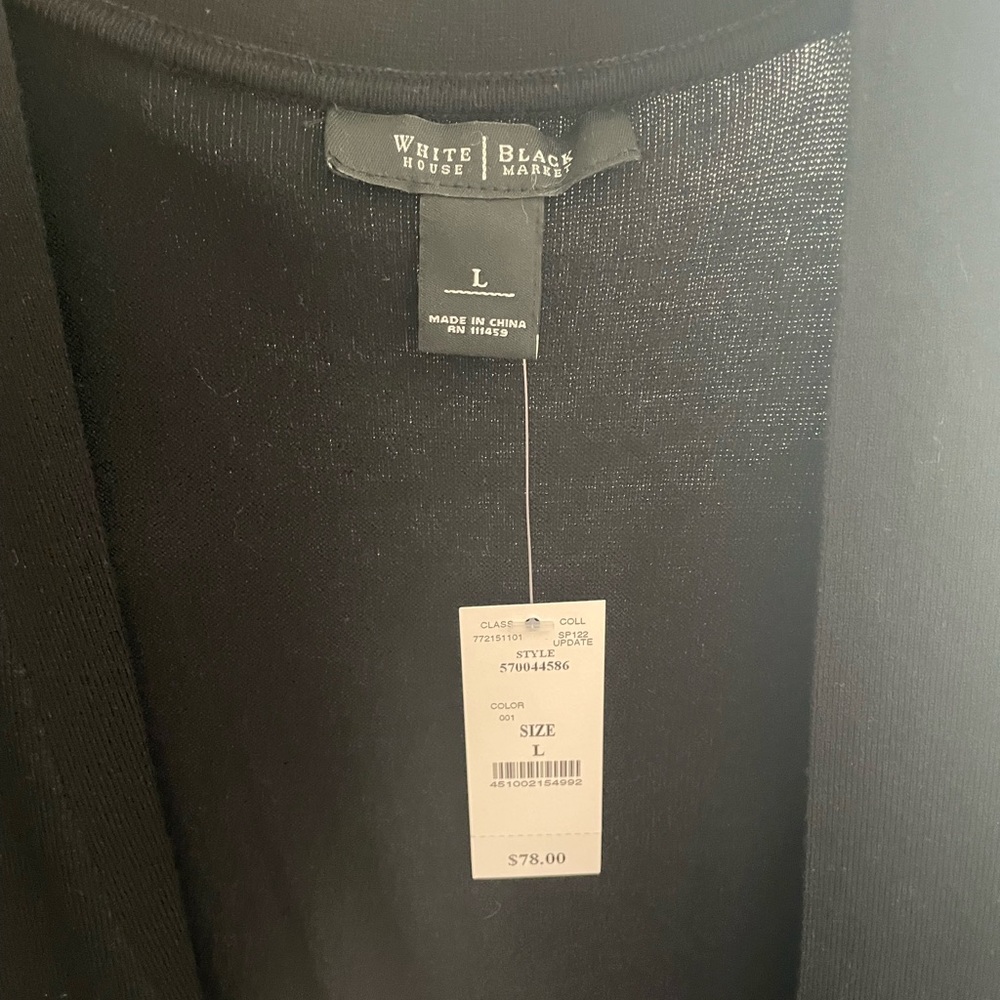 WHITE | BLACK
HOUSE MARKET
L
MADE IN CHINA
RN 111459
CLASS COLL
772151101 SP122
UPDATE
STYLE
570044586
COLOR
001
SIZE
L
451002154992
$78.00